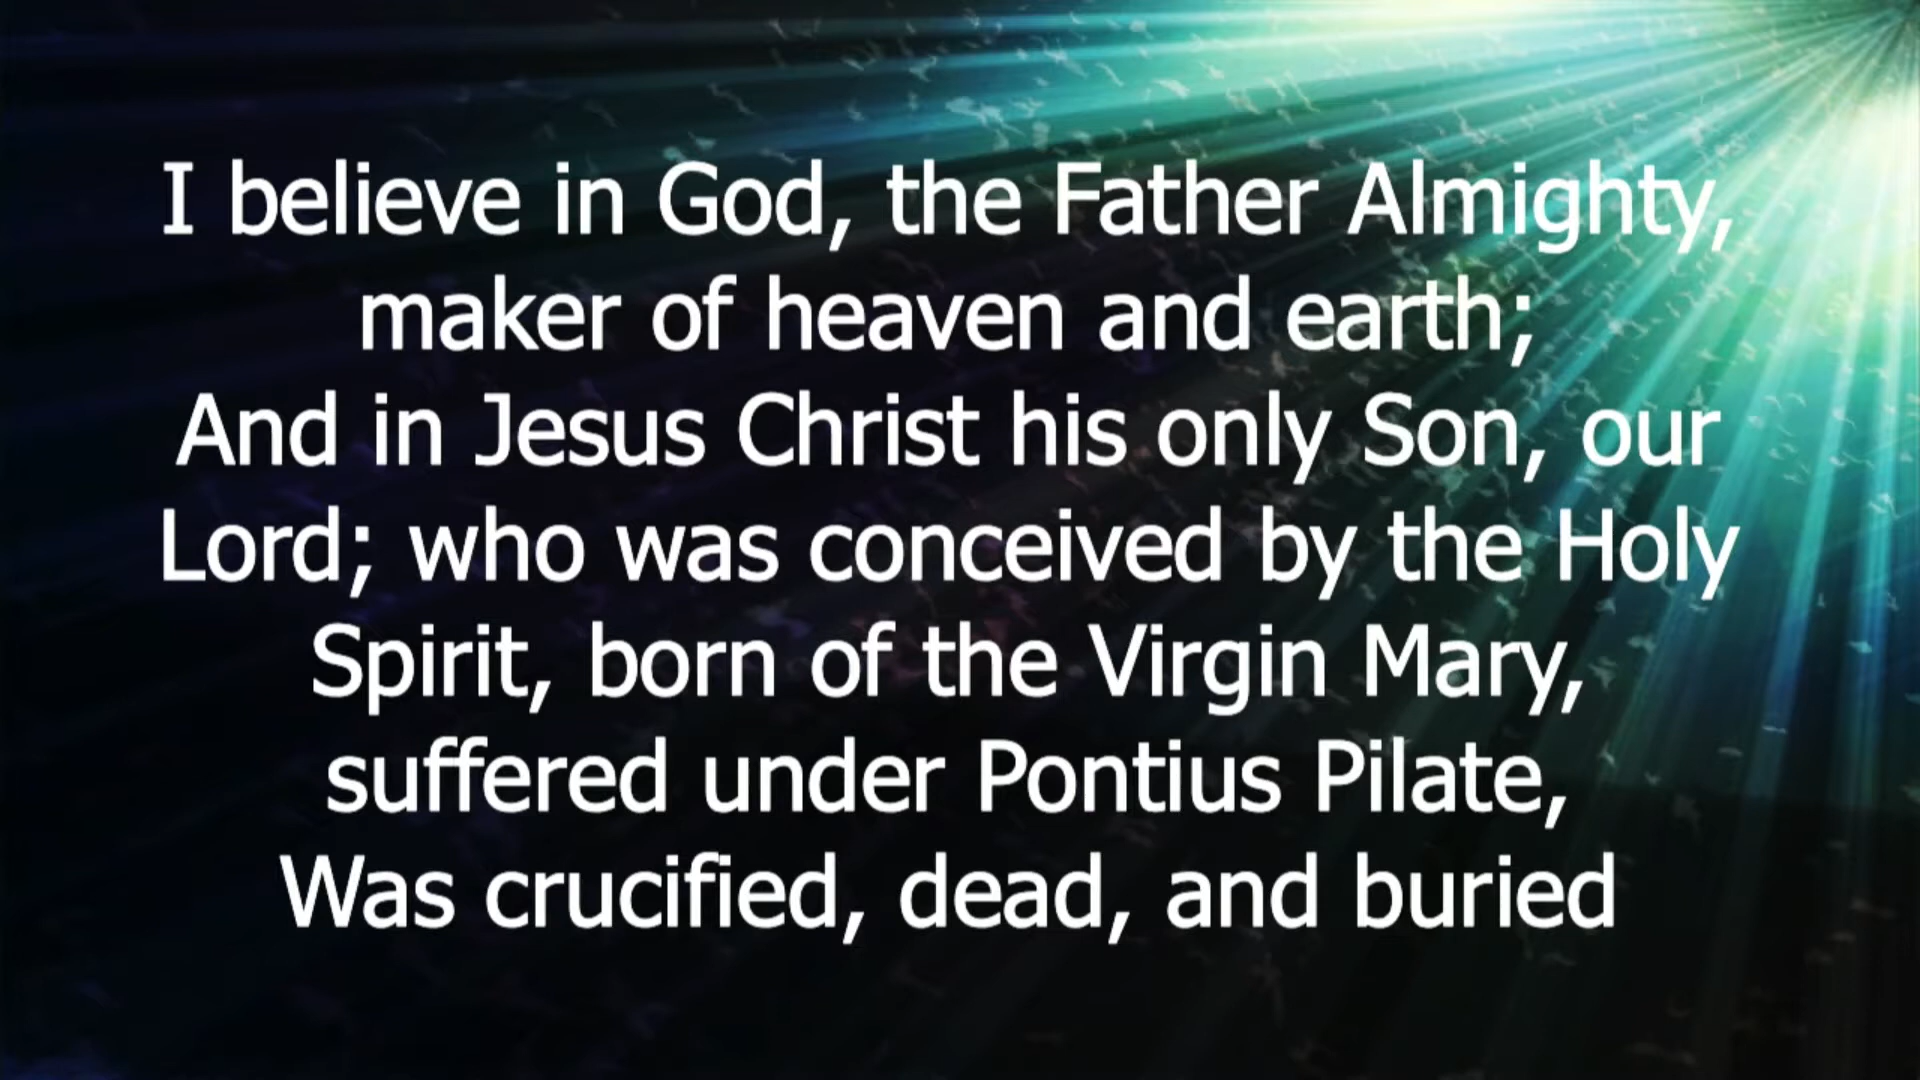 I believe in God, the Father Almighty,
maker of heaven and earth;
And in Jesus Christ his only Son, our
Lord; who was conceived by the Holy
Spirit, born of the Virgin Mary,
suffered under Pontius Pilate,
Was crucified, dead, and buried